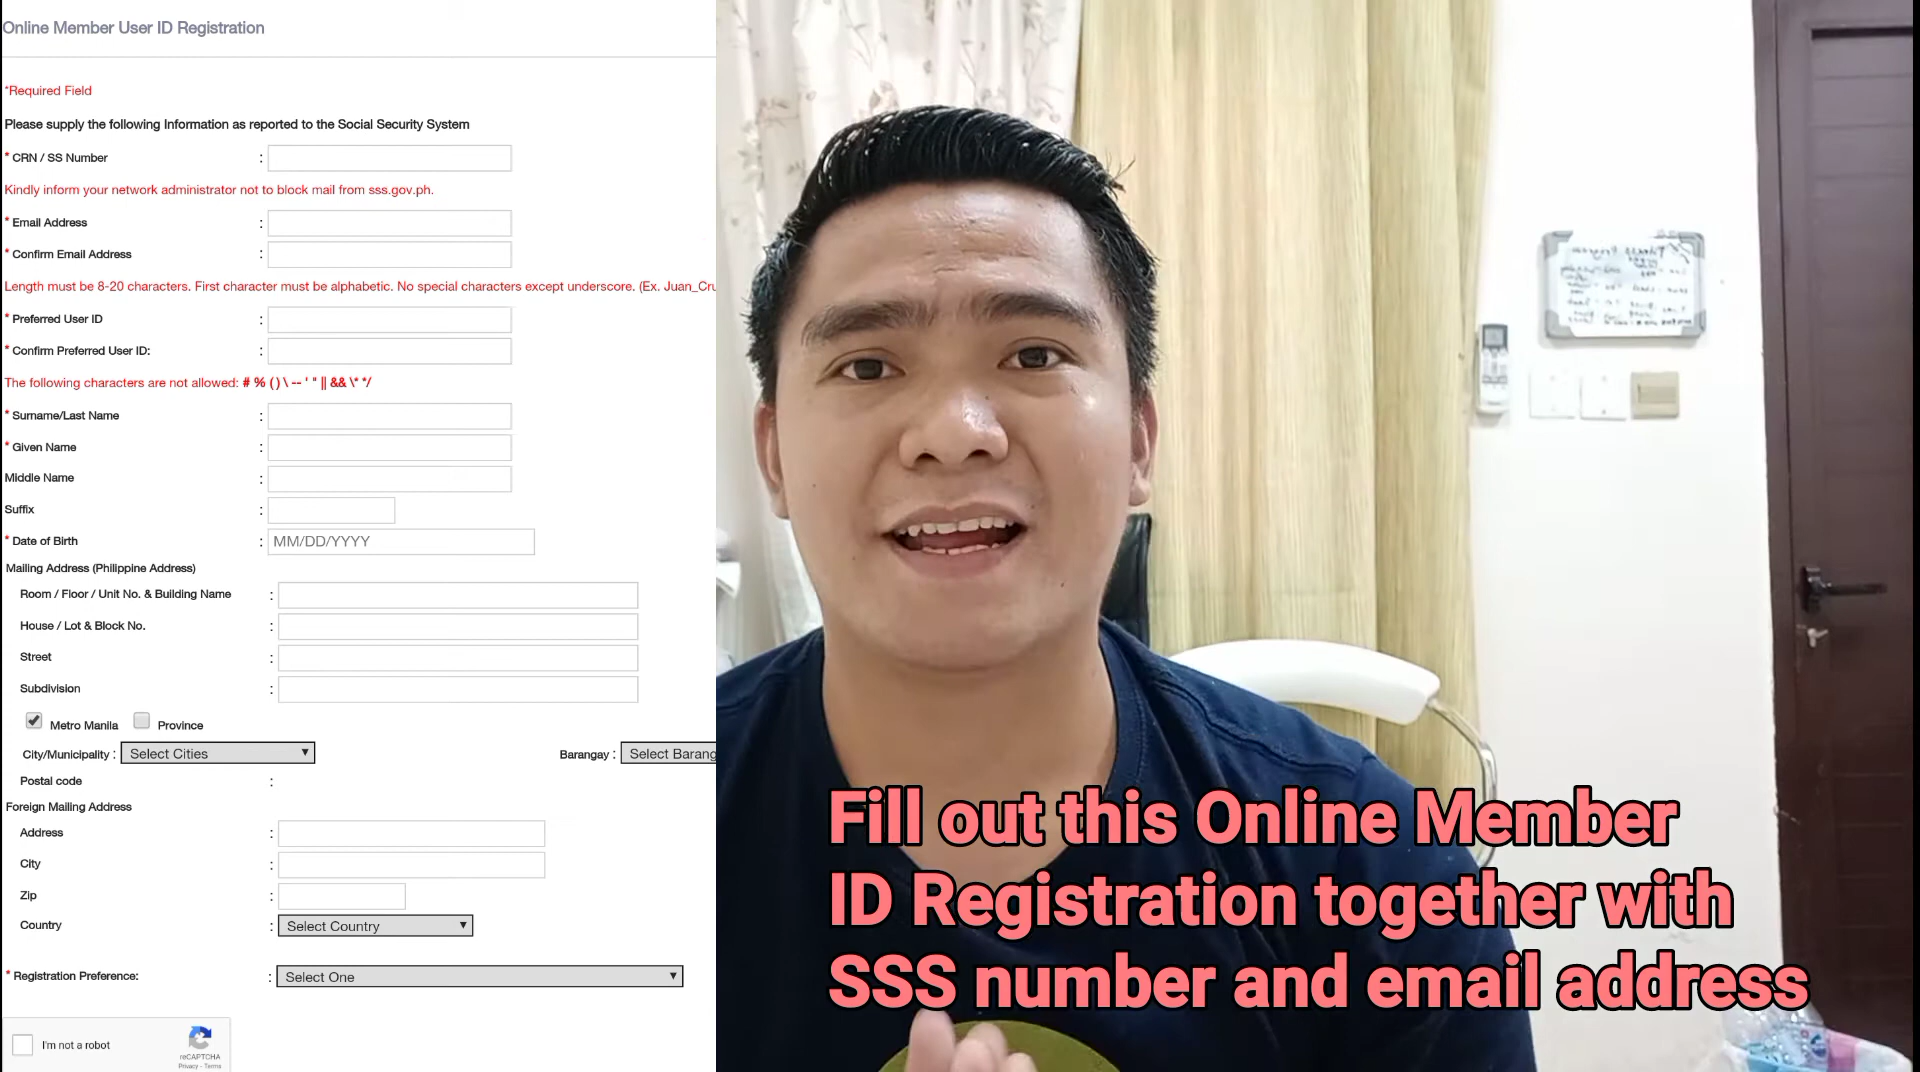 Online Member User ID Registration
*Required Field
Please supply the following Information as reported to the Social Security System
* CRN / SS Number :
Kindly inform your network administrator not to block mail from sss.gov.ph.
* Email Address :
* Confirm Email Address :
Length must be 8-20 characters. First character must be alphabetic. No special characters except underscore. (Ex. Juan_Cru
* Preferred User ID :
* Confirm Preferred User ID: :
The following characters are not allowed: # % ( ) \ -- ' " || && \* */
* Surname/Last Name :
* Given Name :
Middle Name :
Suffix :
* Date of Birth : MM/DD/YYYY
Mailing Address (Philippine Address)
Room / Floor / Unit No. & Building Name :
House / Lot & Block No. :
Street :
Subdivision :
Metro Manila Province
City/Municipality : Select Cities Barangay : Select Barang
Postal code :
Foreign Mailing Address
Address :
City :
Zip :
Country : Select Country
* Registration Preference: : Select One
I'm not a robot
reCAPTCHA
Privacy - Terms
Fill out this Online Member
ID Registration together with
SSS number and email address